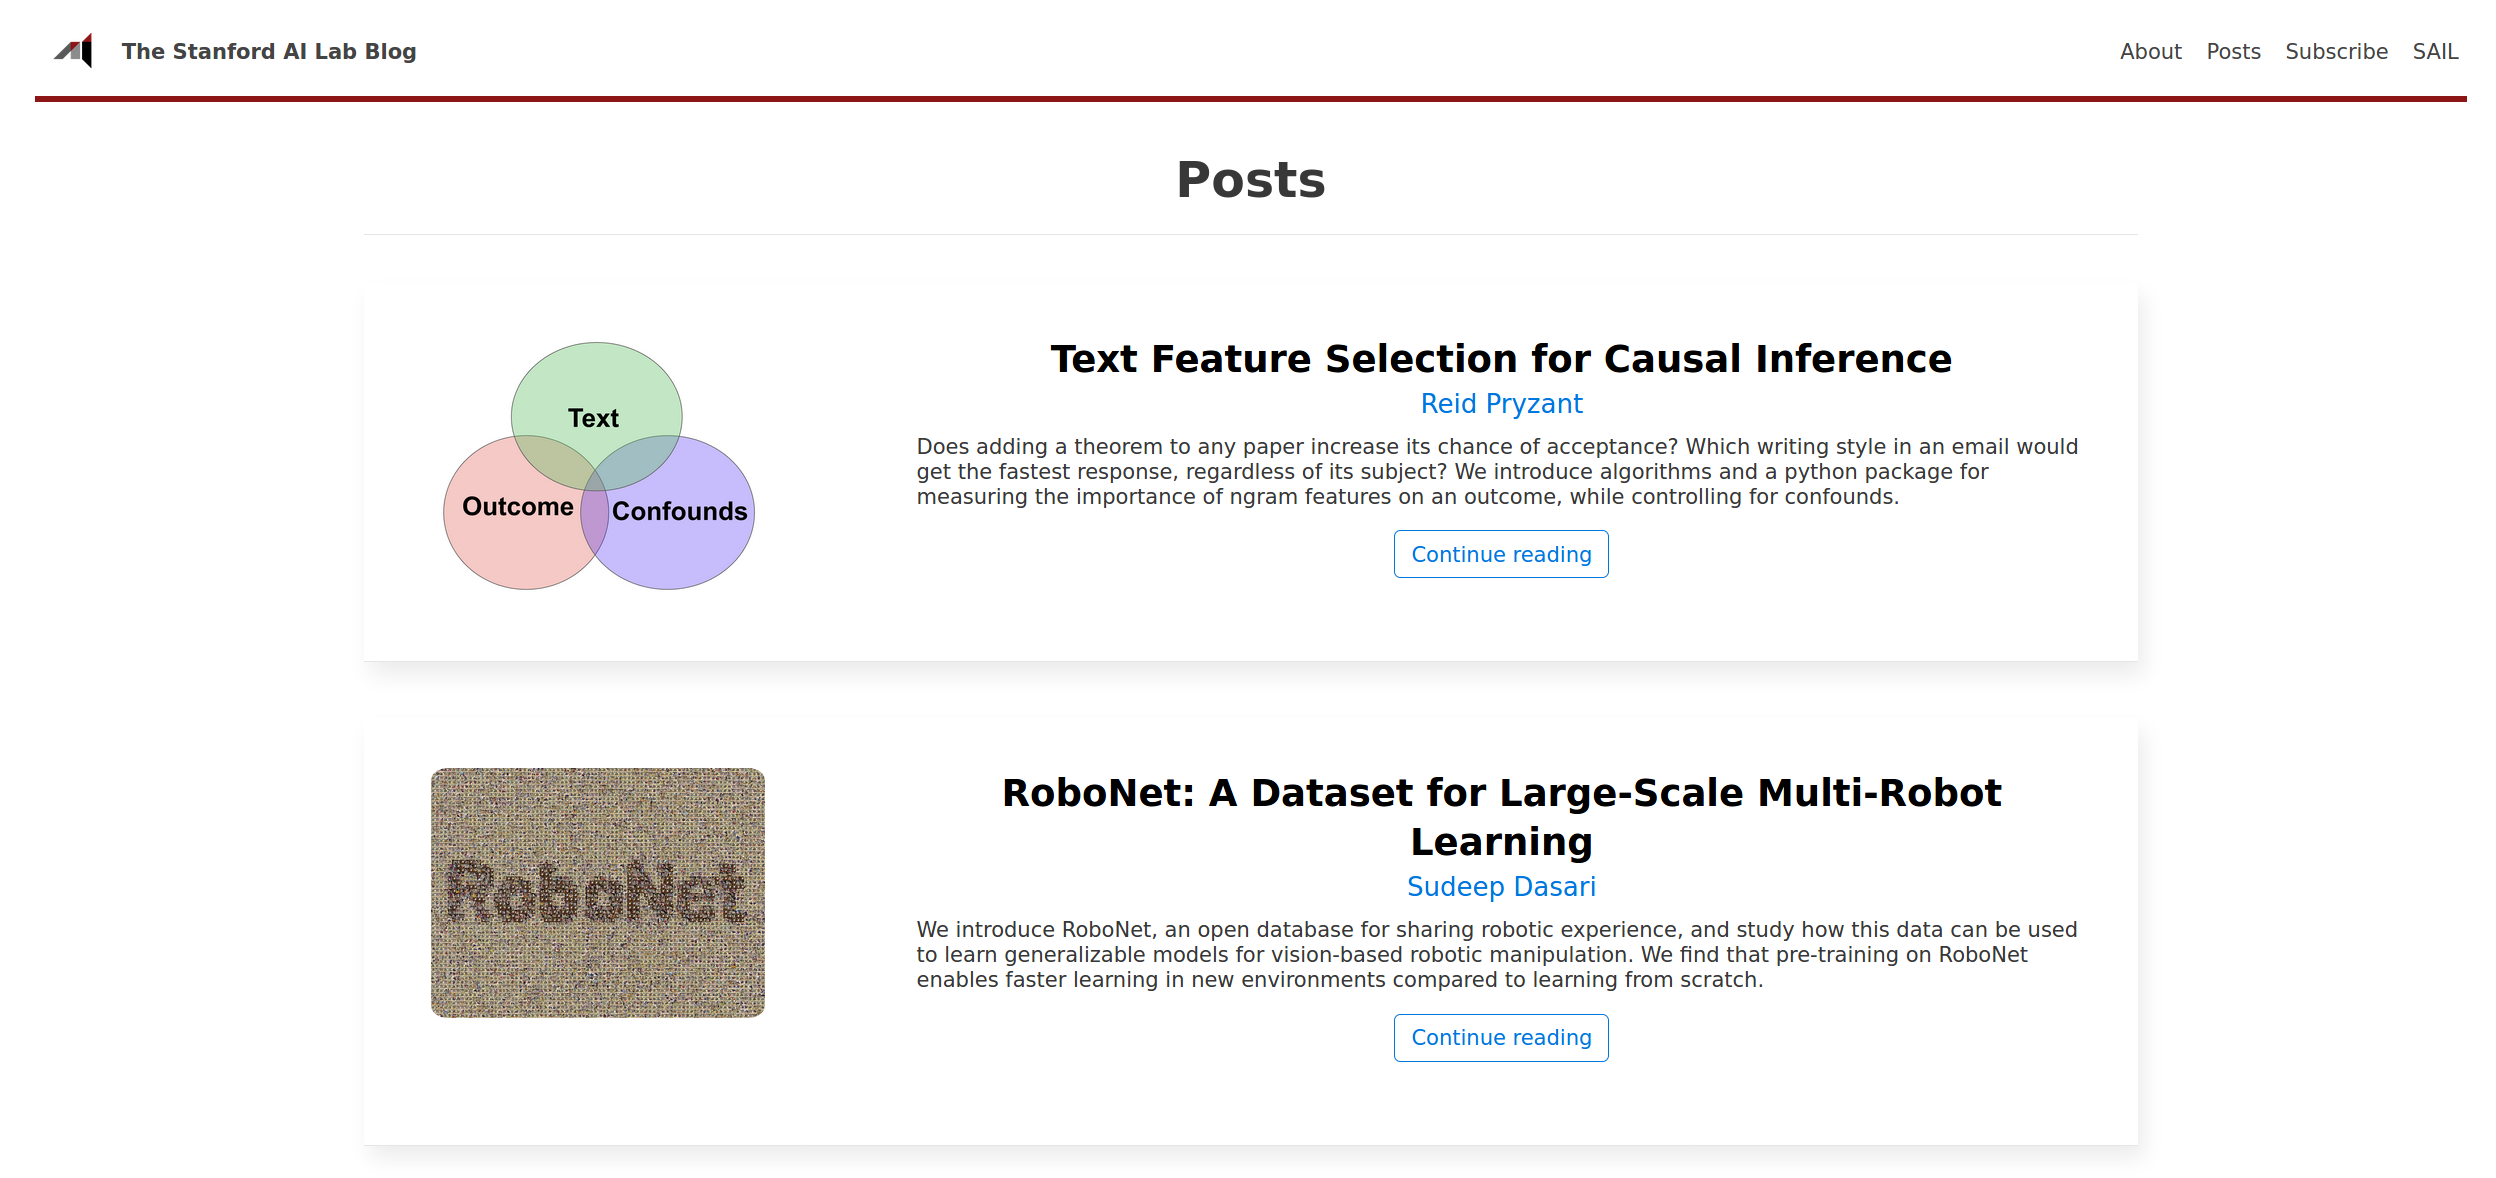 The Stanford AI Lab Blog
About Posts Subscribe SAIL
Posts
Text
Outcome
Confounds
Text Feature Selection for Causal Inference
Reid Pryzant
Does adding a theorem to any paper increase its chance of acceptance? Which writing style in an email would
get the fastest response, regardless of its subject? We introduce algorithms and a python package for
measuring the importance of ngram features on an outcome, while controlling for confounds.
Continue reading
RoboNet
RoboNet: A Dataset for Large-Scale Multi-Robot
Learning
Sudeep Dasari
We introduce RoboNet, an open database for sharing robotic experience, and study how this data can be used
to learn generalizable models for vision-based robotic manipulation. We find that pre-training on RoboNet
enables faster learning in new environments compared to learning from scratch.
Continue reading